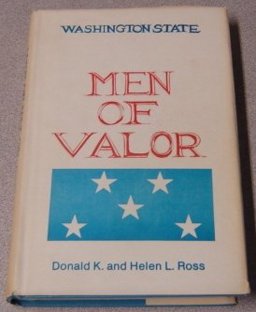 WASHINGTON STATE
MEN
OF
VALOR
Donald K. and Helen L. Ross